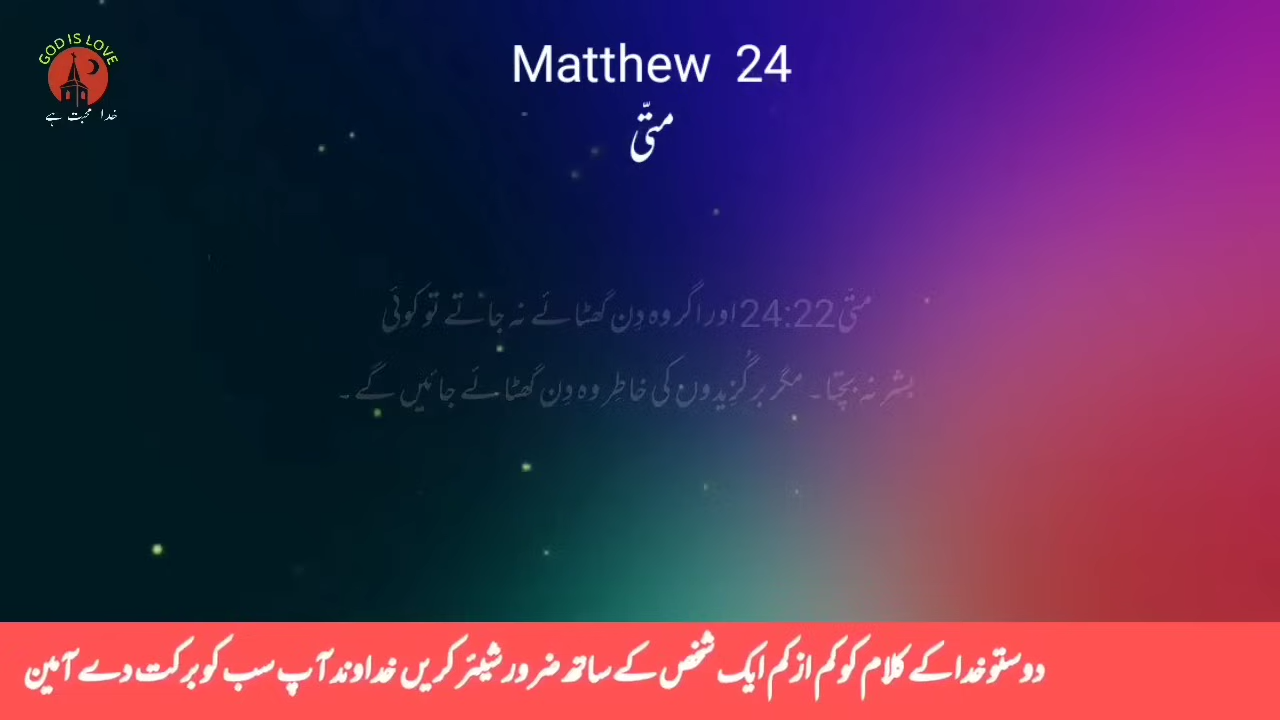 GOD IS LOVE
خدا محبت ہے
Matthew 24
متّی
متّی 24:22 اور اگر وہ دِن گھٹائے نہ جاتے تو کوئی
بشر نہ بچتا۔ مگر برگُزِیدوں کی خاطِر وہ دِن گھٹائے جائیں گے۔
دوستو خدا کے کلام کو کم از کم ایک شخص کے ساتھ ضرور شیئر کریں خداوند آپ سب کو برکت دے آمین